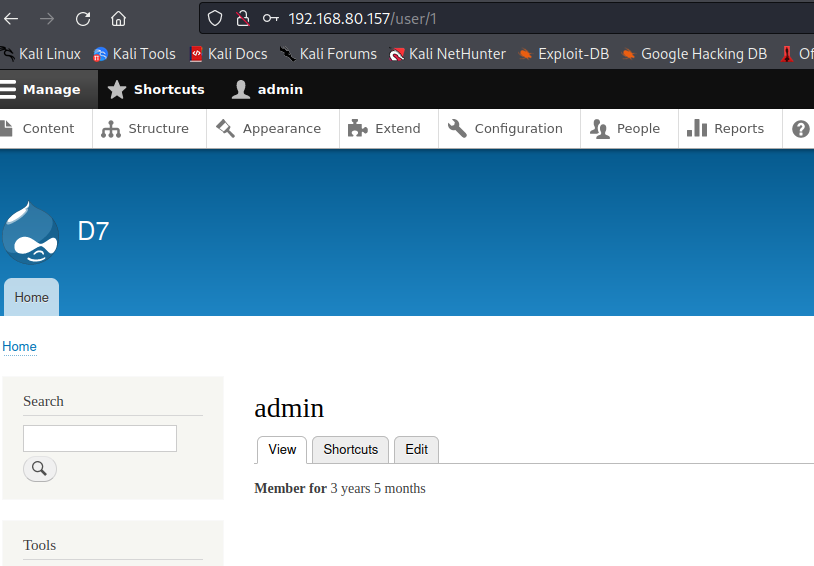 192.168.80.157/user/1
Kali Linux Kali Tools Kali Docs Kali Forums Kali NetHunter Exploit-DB Google Hacking DB Of
Manage Shortcuts admin
Content Structure Appearance Extend Configuration People Reports
D7
Home
Home
Search
admin
View Shortcuts Edit
Member for 3 years 5 months
Tools